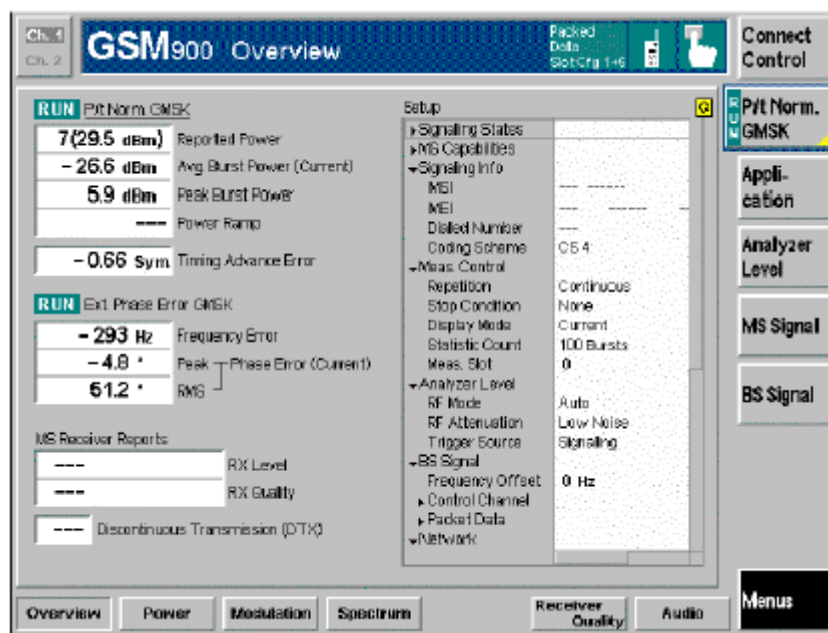 Ch. 1
Ch. 2
GSM900 Overview
Packed
Data
Slot Cfg 1+6
Connect
Control
RUN P/t Norm. GMSK
7(29.5 dBm) Reported Power
- 26.6 dBm Avg. Burst Power (Current)
5.9 dBm Peak Burst Power
--- Power Ramp
- 0.66 Sym Timing Advance Error
RUN Ext. Phase Error GMSK
- 293 Hz Frequency Error
- 4.8 ° Peak Phase Error (Current)
51.2 ° RMS
MS Receiver Reports
--- RX Level
--- RX Quality
--- Discontinuous Transmission (DTX)
Setup
G
Signaling States
MS Capabilities
Signaling Info
IMSI --- ------
IMEI --- -- ------ -
Dialed Number ---
Coding Scheme CS 4
Meas. Control
Repetition Continuous
Stop Condition None
Display Mode Current
Statistic Count 100 Bursts
Meas. Slot 0
Analyzer Level
RF Mode Auto
RF Attenuation Low Noise
Trigger Source Signaling
BS Signal
Frequency Offset 0 Hz
Control Channel
Packet Data
Network
RUN
P/t Norm.
GMSK
Appli-
cation
Analyzer
Level
MS Signal
BS Signal
Menus
Overview Power Modulation Spectrum Receiver Quality Audio